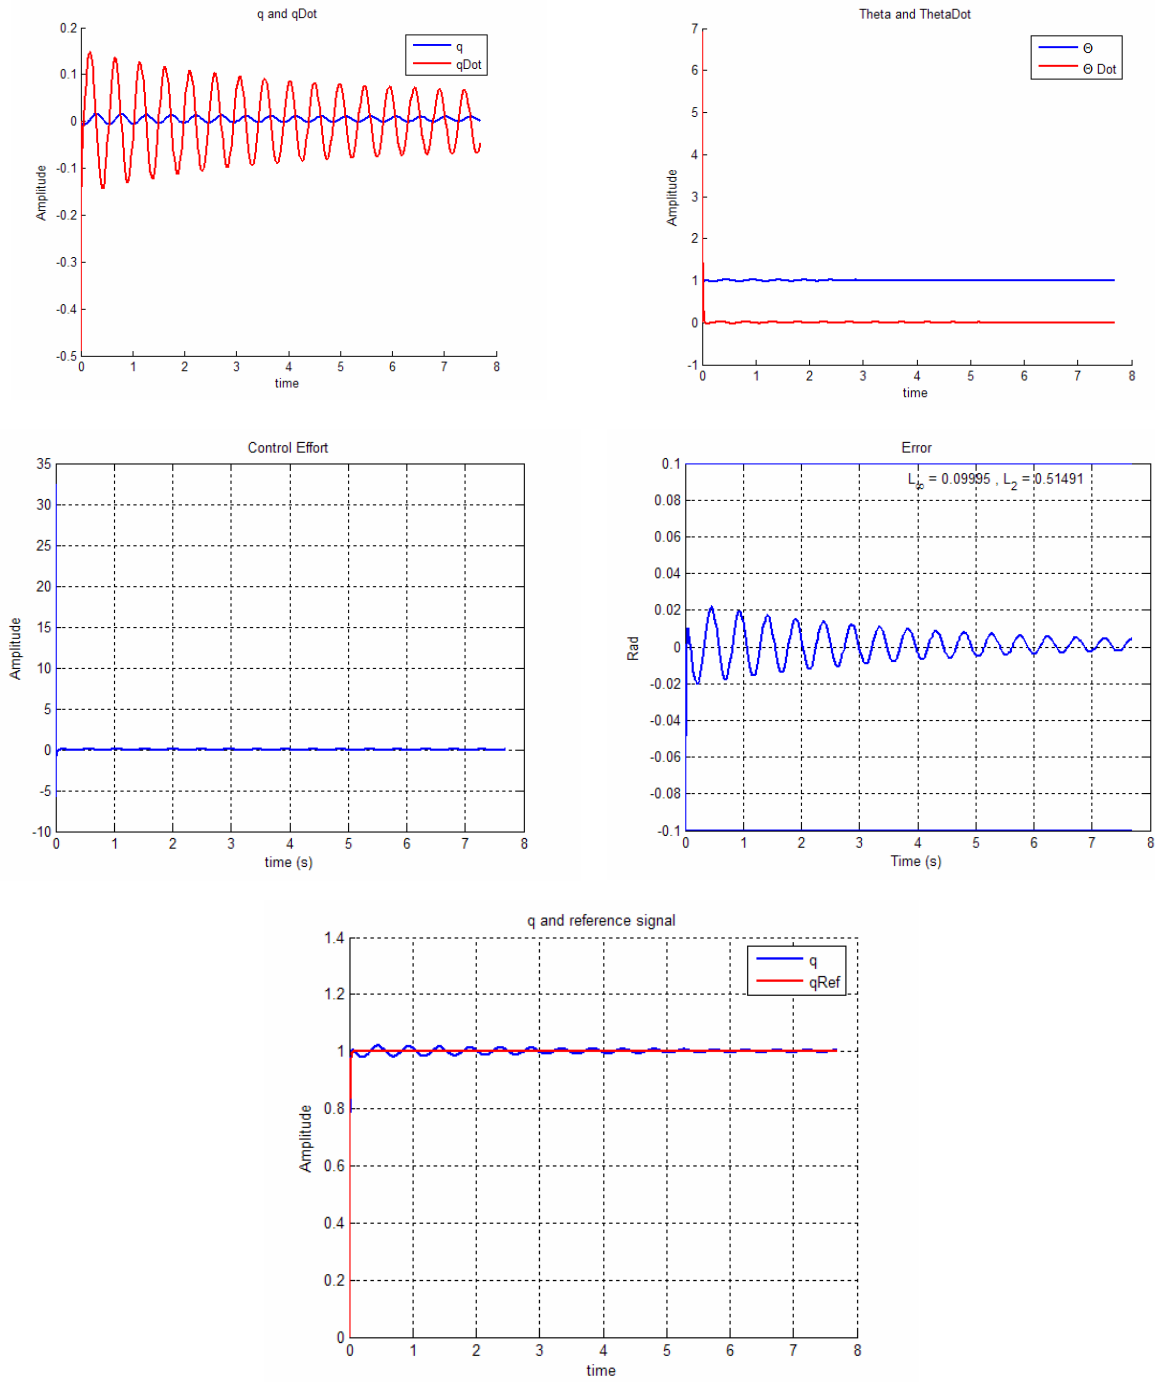 q and qDot
0.2
0.1
0
-0.1
-0.2
-0.3
-0.4
-0.5
Amplitude
q
qDot
0 1 2 3 4 5 6 7 8
time
Theta and ThetaDot
7
6
5
4
3
2
1
0
-1
Amplitude
Θ
Θ Dot
0 1 2 3 4 5 6 7 8
time
Control Effort
35
30
25
20
15
10
5
0
-5
-10
Amplitude
0 1 2 3 4 5 6 7 8
time (s)
Error
L∞ = 0.09995 , L2 = 0.51491
0.1
0.08
0.06
0.04
0.02
0
-0.02
-0.04
-0.06
-0.08
-0.1
Rad
0 1 2 3 4 5 6 7 8
Time (s)
q and reference signal
1.4
1.2
1
0.8
0.6
0.4
0.2
0
Amplitude
q
qRef
0 1 2 3 4 5 6 7 8
time